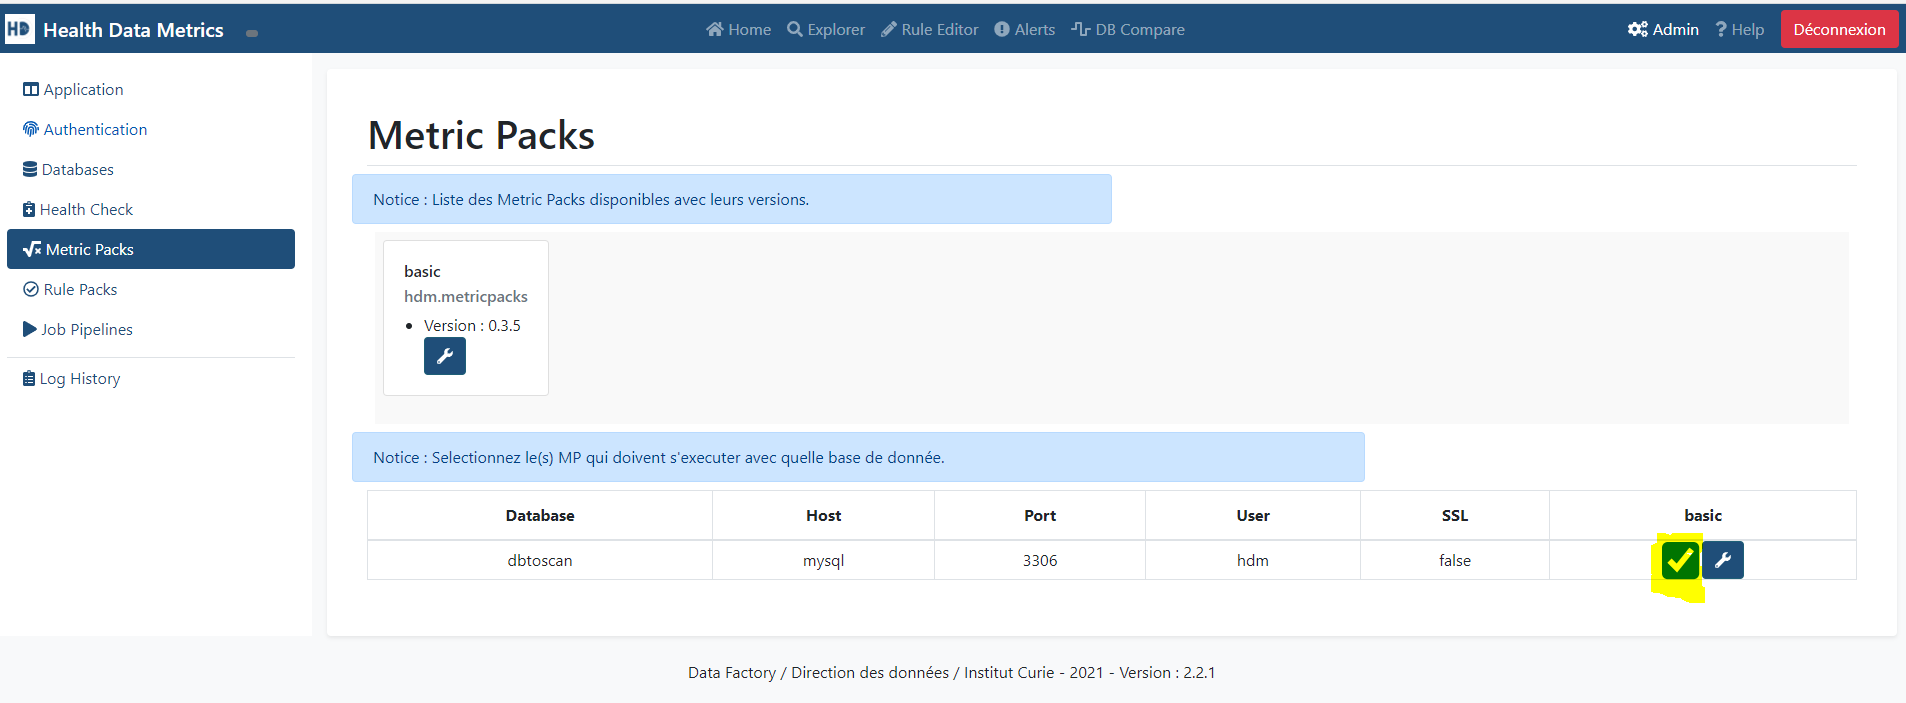 HD Health Data Metrics
Home Explorer Rule Editor Alerts DB Compare
Admin Help Déconnexion
Application
Authentication
Databases
Health Check
Metric Packs
Rule Packs
Job Pipelines
Log History
Metric Packs
Notice : Liste des Metric Packs disponibles avec leurs versions.
basic
hdm.metricpacks
Version : 0.3.5
Notice : Selectionnez le(s) MP qui doivent s'executer avec quelle base de donnée.
Database Host Port User SSL basic
dbtoscan mysql 3306 hdm false
Data Factory / Direction des données / Institut Curie - 2021 - Version : 2.2.1